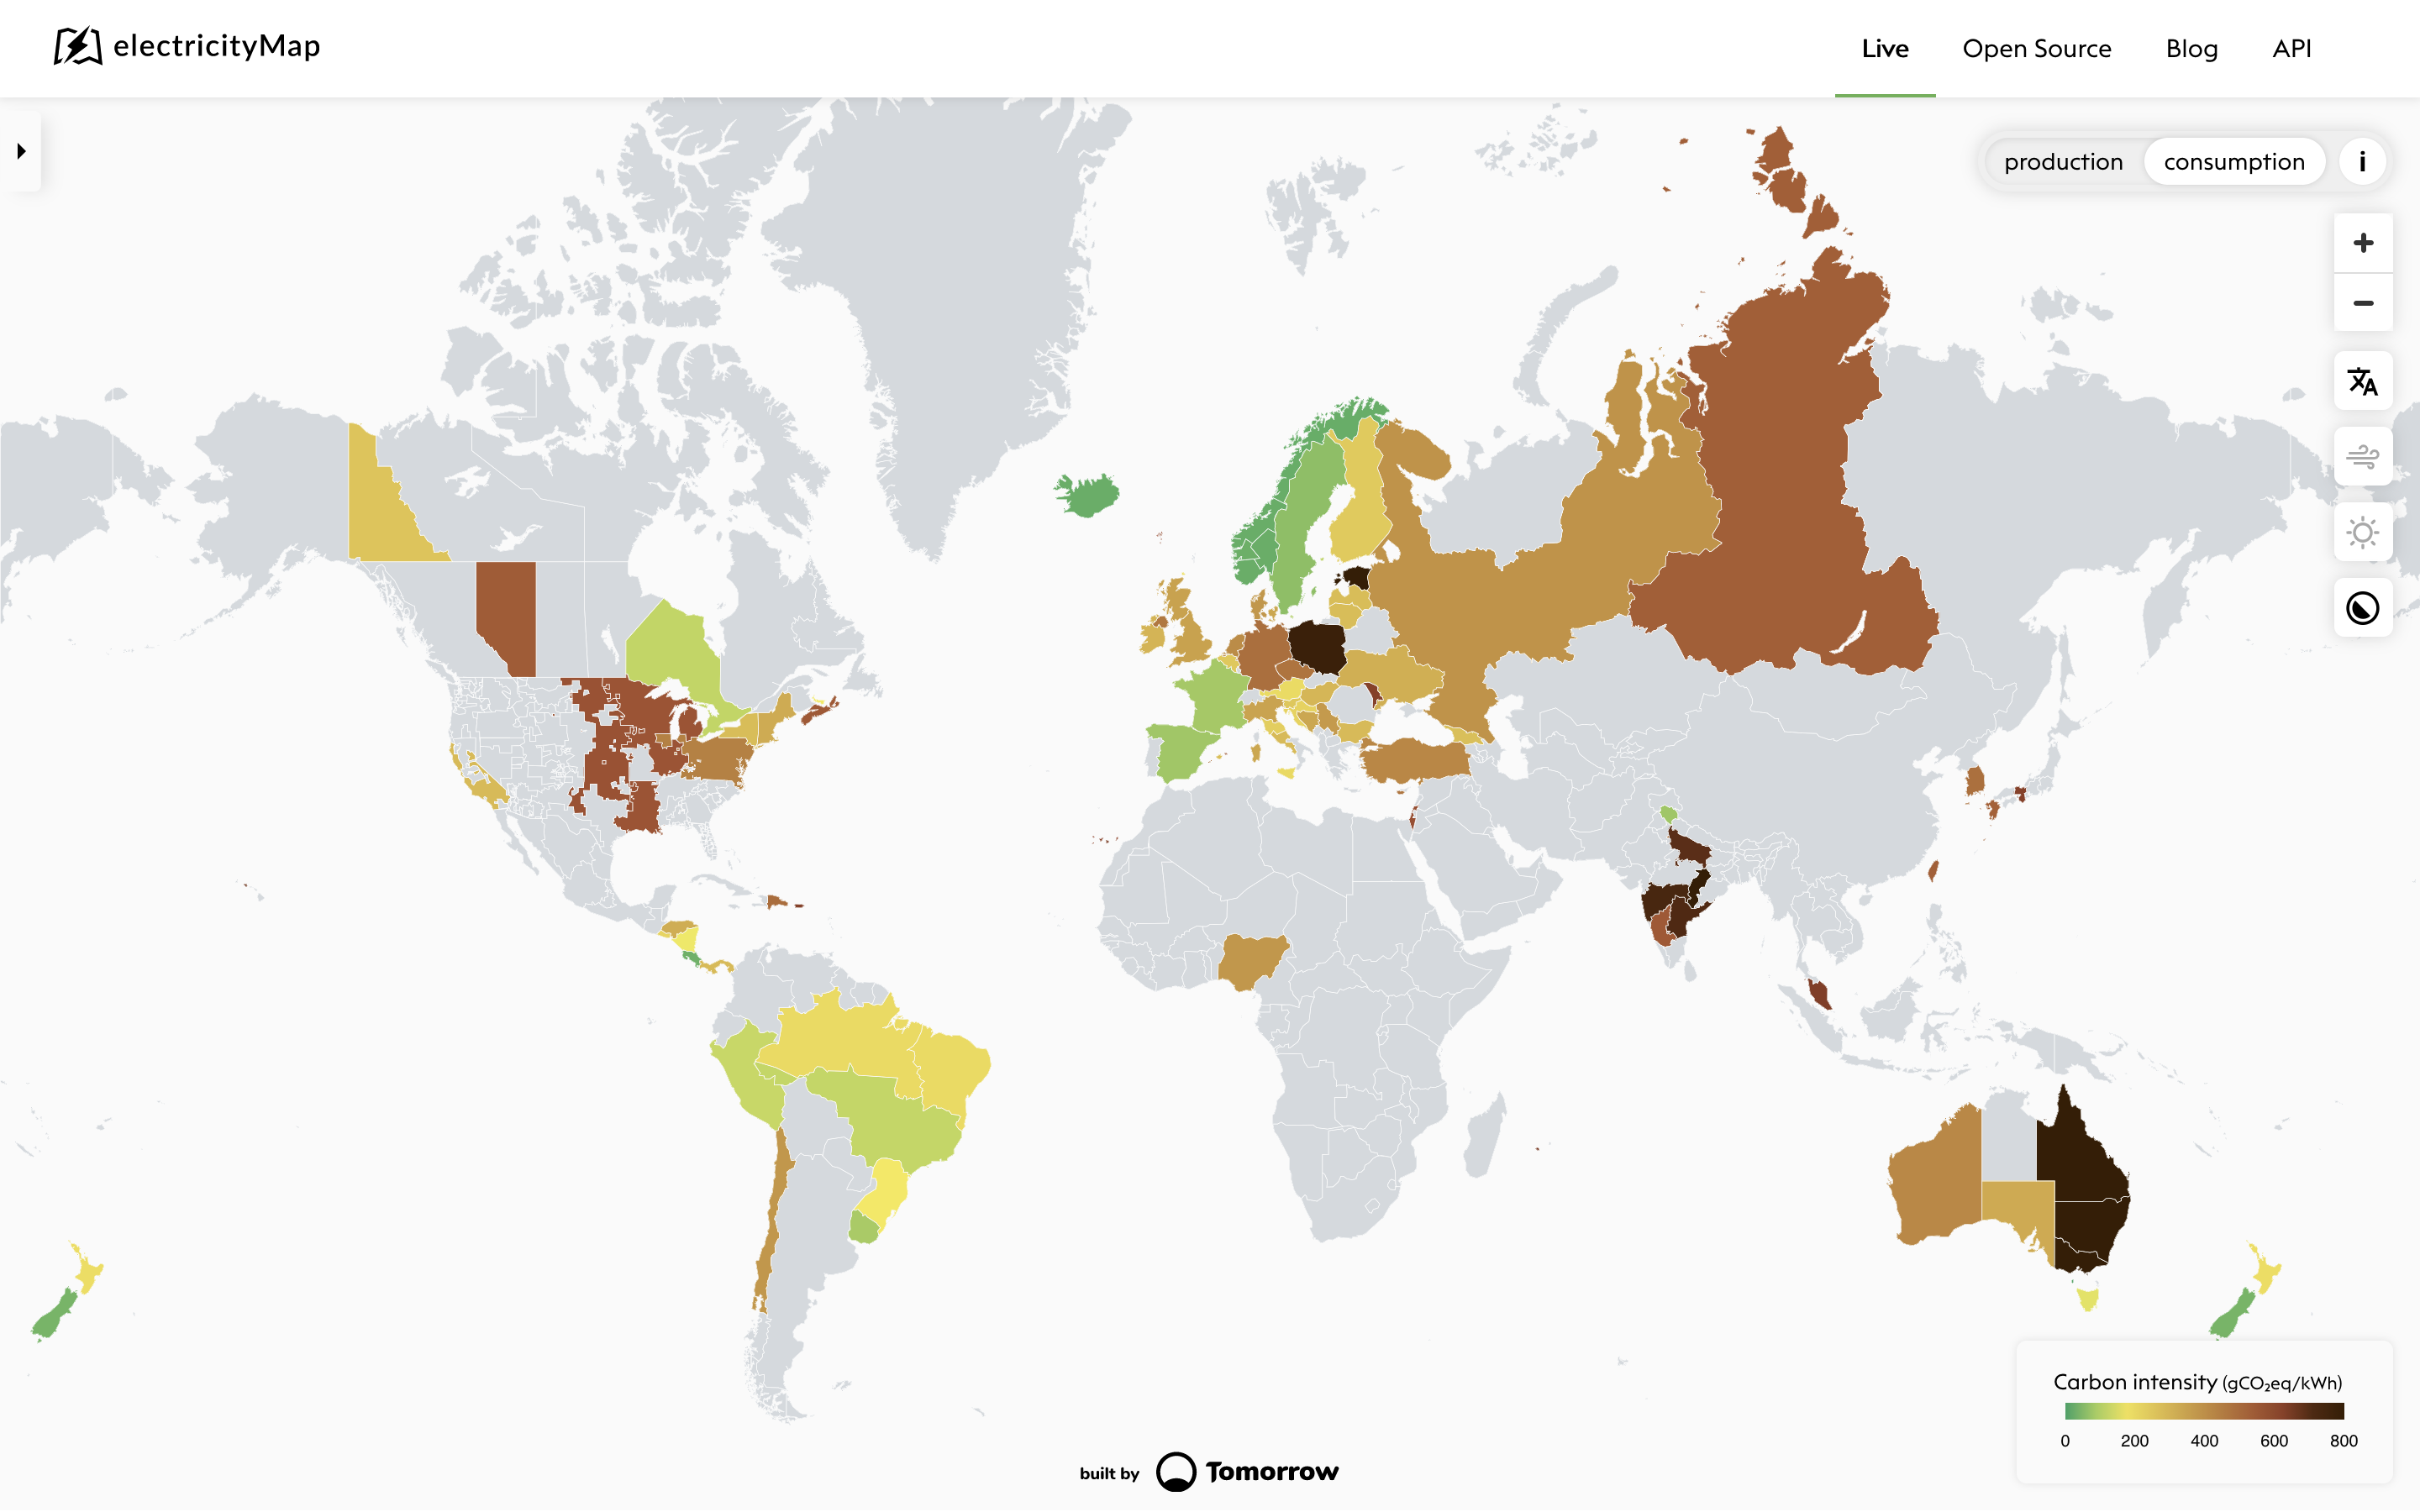 electricityMap
Live Open Source Blog API
production consumption i
Carbon intensity (gCO₂eq/kWh)
0 200 400 600 800
built by Tomorrow